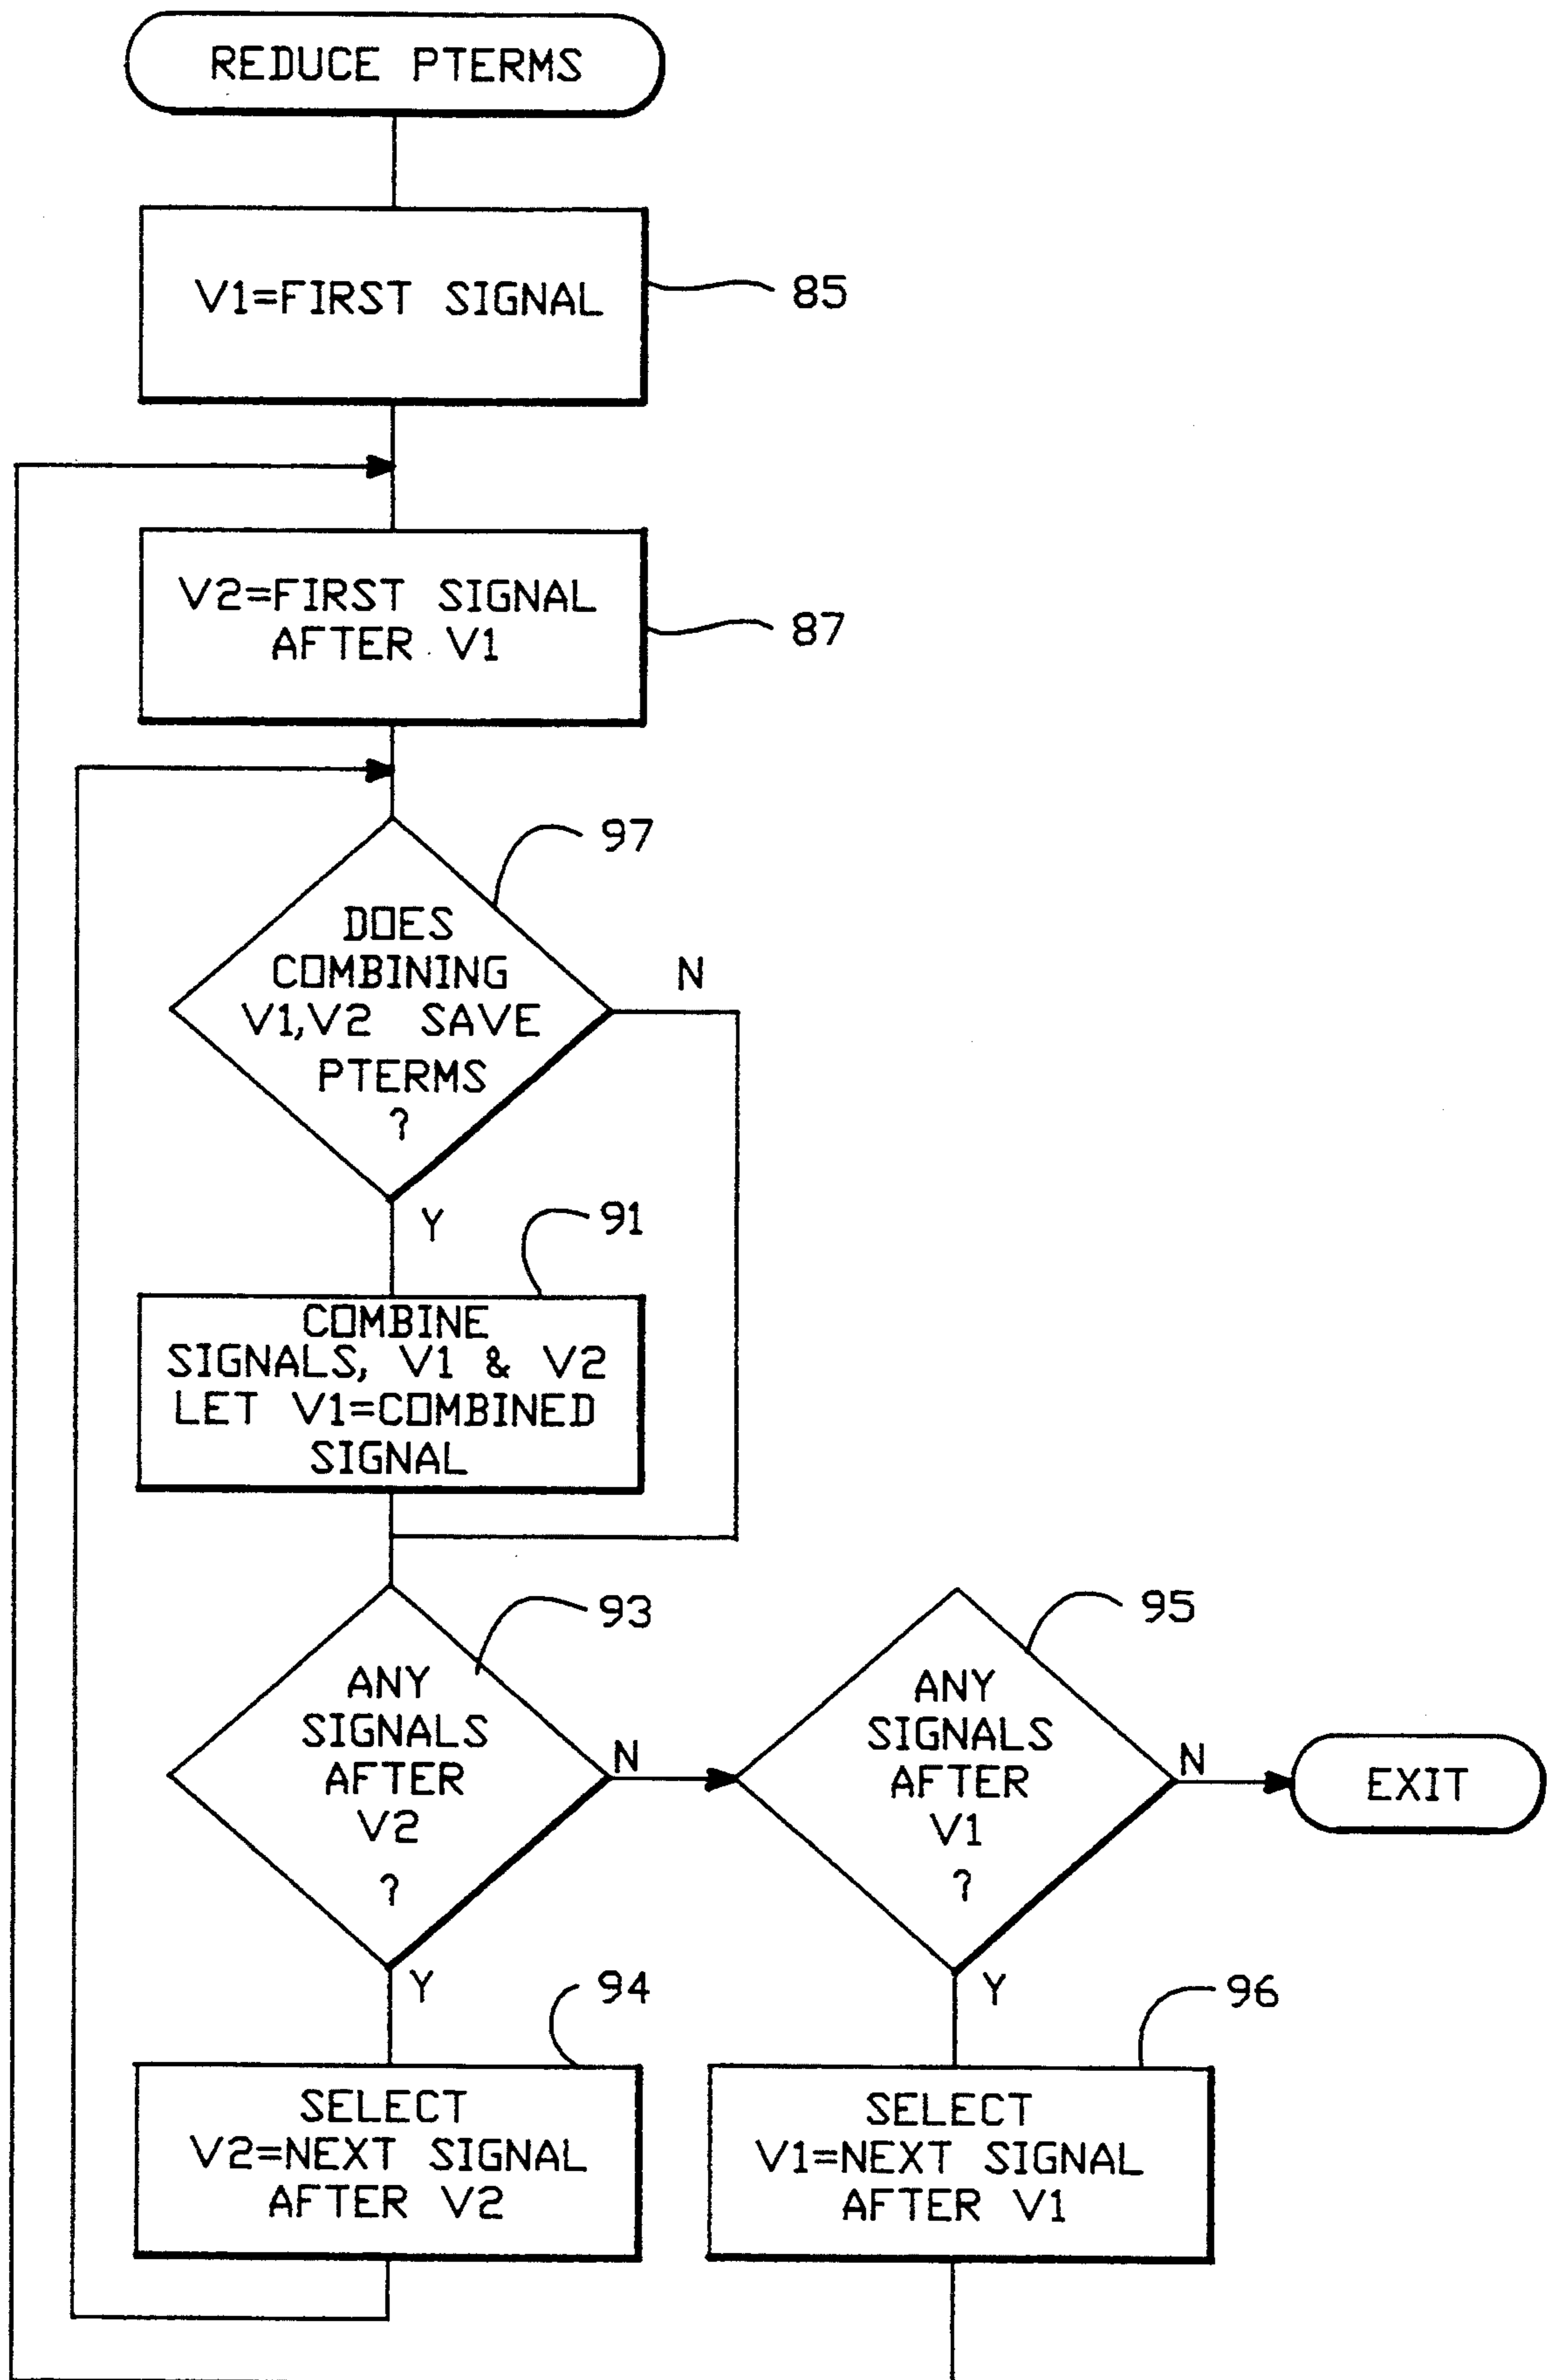 REDUCE PTERMS
V1=FIRST SIGNAL
85
V2=FIRST SIGNAL
AFTER V1
87
97
DOES
COMBINING
V1,V2 SAVE
PTERMS
?
N
Y
91
COMBINE
SIGNALS, V1 & V2
LET V1=COMBINED
SIGNAL
93
ANY
SIGNALS
AFTER
V2
?
N
Y
95
ANY
SIGNALS
AFTER
V1
?
N
Y
EXIT
94
SELECT
V2=NEXT SIGNAL
AFTER V2
96
SELECT
V1=NEXT SIGNAL
AFTER V1